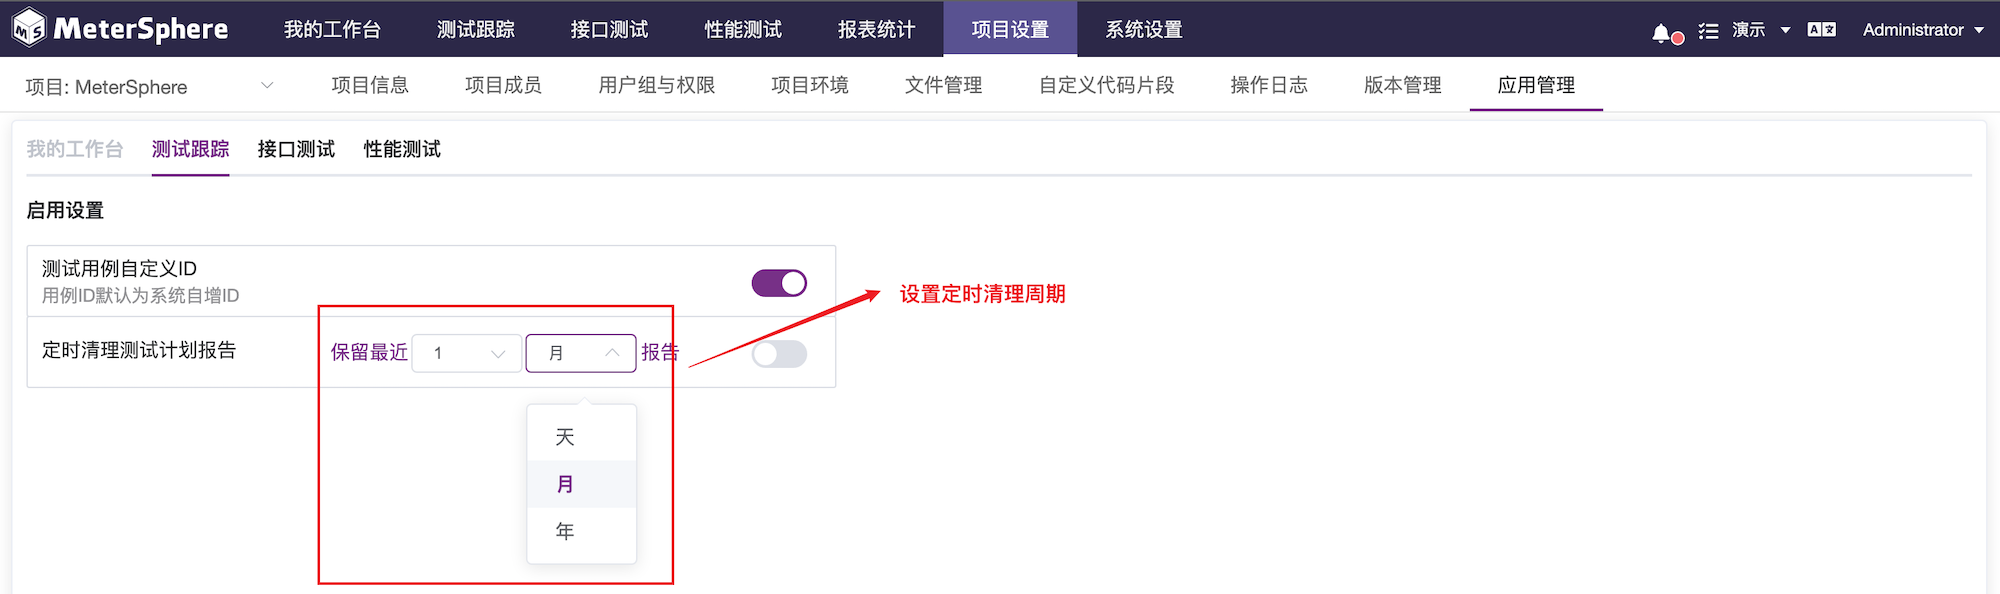 MS MeterSphere 我的工作台 测试跟踪 接口测试 性能测试 报表统计 项目设置 系统设置 演示 Administrator
项目: MeterSphere 项目信息 项目成员 用户组与权限 项目环境 文件管理 自定义代码片段 操作日志 版本管理 应用管理
我的工作台 测试跟踪 接口测试 性能测试
启用设置
测试用例自定义ID
用例ID默认为系统自增ID
设置定时清理周期
定时清理测试计划报告 保留最近 1 月 报告
天
月
年